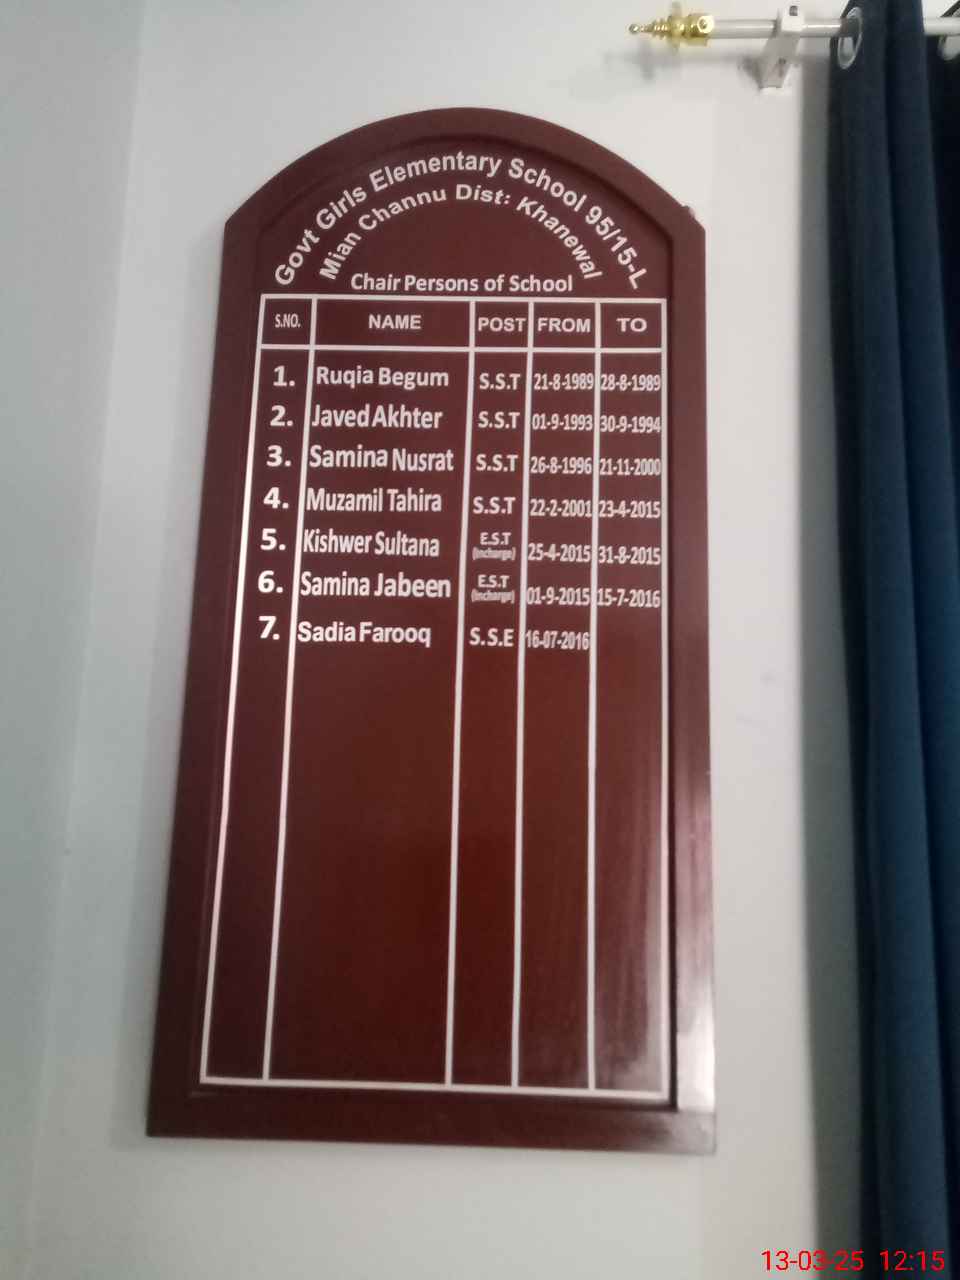 Govt Girls Elementary School 95/15-L
Mian Channu Dist: Khanewal
Chair Persons of School
S.NO. NAME POST FROM TO
1. Ruqia Begum S.S.T 21-8-1989 28-8-1989
2. Javed Akhter S.S.T 01-9-1993 30-9-1994
3. Samina Nusrat S.S.T 26-8-1996 21-11-2000
4. Muzamil Tahira S.S.T 22-2-2001 23-4-2015
5. Kishwer Sultana E.S.T (Incharge) 25-4-2015 31-8-2015
6. Samina Jabeen E.S.T (Incharge) 01-9-2015 15-7-2016
7. Sadia Farooq S.S.E 16-07-2016
13-03-25 12:15